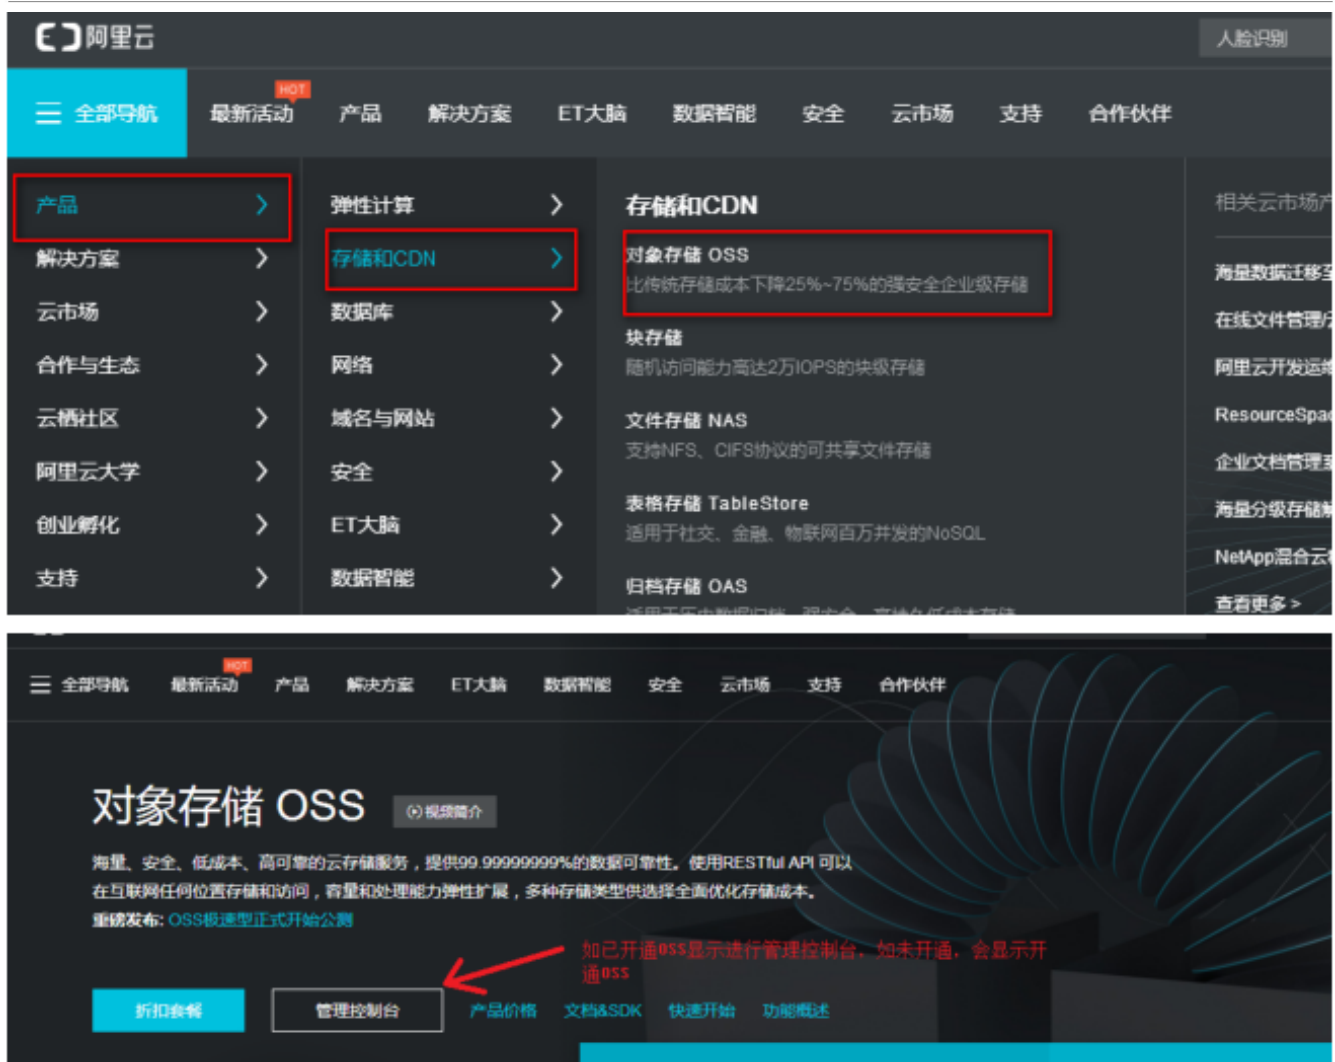 阿里云
人脸识别
全部导航
最新活动
HOT
产品
解决方案
ET大脑
数据智能
安全
云市场
支持
合作伙伴
产品
解决方案
云市场
合作与生态
云栖社区
阿里云大学
创业孵化
支持
弹性计算
存储和CDN
数据库
网络
域名与网站
安全
ET大脑
数据智能
存储和CDN
对象存储 OSS
比传统存储成本下降25%~75%的强安全企业级存储
块存储
随机访问能力高达2万IOPS的块级存储
文件存储 NAS
支持NFS、CIFS协议的可共享文件存储
表格存储 TableStore
适用于社交、金融、物联网百万并发的NoSQL
归档存储 OAS
相关云市场
海量数据迁移至
在线文件管理
阿里云开发运维
ResourceSpac
企业文档管理
海量分级存储
NetApp混合云
查看更多 >
全部导航
最新活动
HOT
产品
解决方案
ET大脑
数据智能
安全
云市场
支持
合作伙伴
对象存储 OSS
视频简介
海量、安全、低成本、高可靠的云存储服务，提供99.99999999%的数据可靠性。使用RESTful API 可以
在互联网任何位置存储和访问，容量和处理能力弹性扩展，多种存储类型供选择全面优化存储成本。
重磅发布: OSS极速型正式开始公测
如已开通oss显示进行管理控制台，如未开通，会显示开
通oss
折扣套餐
管理控制台
产品价格
文档&SDK
快速开始
功能概述